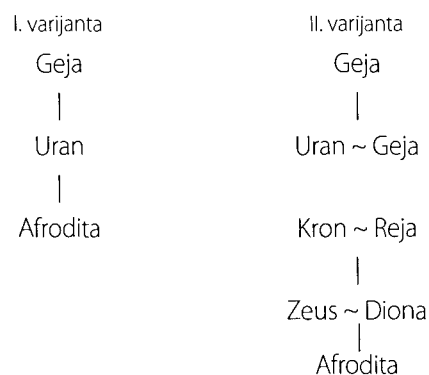 I. varijanta
Geja
Uran
Afrodita
II. varijanta
Geja
Uran ~ Geja
Kron ~ Reja
Zeus ~ Diona
Afrodita